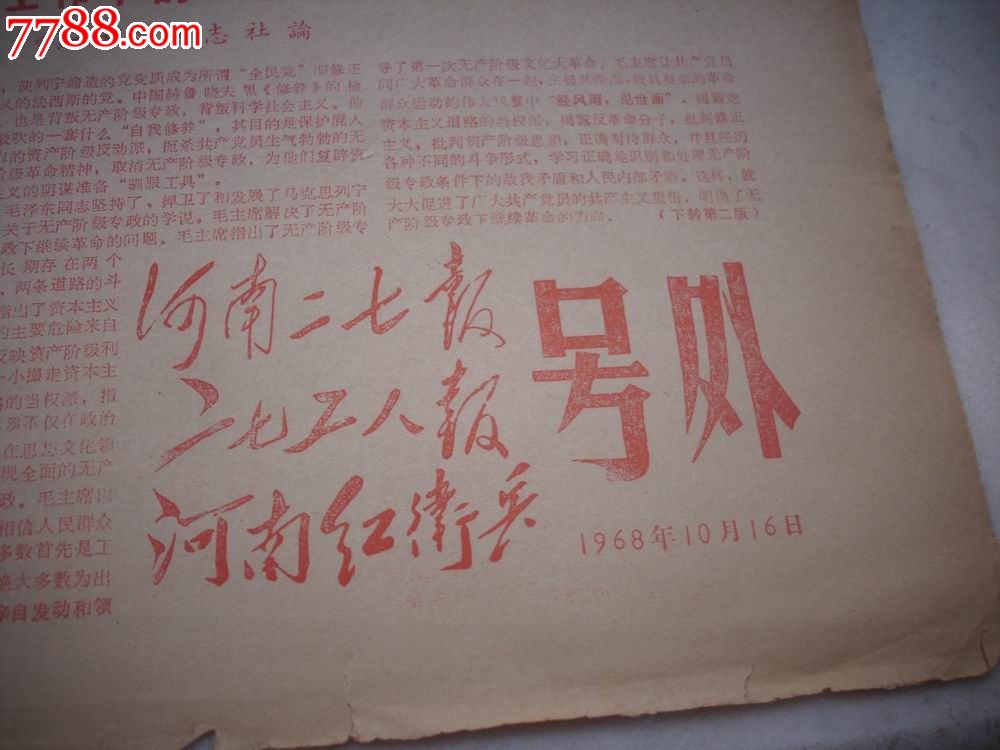 7788.com
志社論
，使列宁缔造的党变质成为所谓“全民党”即修正
义的法西斯的党。中国赫鲁晓夫黑《修养》的核
，也是背叛无产阶级专政，背叛科学社会主义。他
鼓吹的一套什么“自我修养”，其目的是保护混入
的资产阶级反动派，扼杀共产党员生气勃勃的无
阶级革命精神，取消无产阶级专政，为他们复辟资
主义的阴谋准备“驯服工具”。
毛泽东同志坚持了、捍卫了和发展了马克思列宁
关于无产阶级专政的学说。毛主席解决了无产阶级专
政下继续革命的问题。毛主席指出了无产阶级专
长期存在两个
、两条道路的斗
指出了资本主义
的主要危险来自
反映资产阶级利
一小撮走资本主
路的当权派，指
须不仅在政治
在思想文化领
现全面的无产
政。毛主席以
相信人民群众
多数首先是工
绝大多数为出
亲自发动和领
导了第一次无产阶级文化大革命。毛主席让共产党员
同广大革命群众在一起，在极其剧烈、极其复杂的革命
群众运动的伟大风暴中“经风雨，见世面”，揭露走
资本主义道路的当权派，揭露反革命分子，批判修正
主义，批判资产阶级思想，正确对待群众，并且经历
各种不同的斗争形式，学习正确地识别和处理无产阶
级专政条件下的敌我矛盾和人民内部矛盾。这样，就
大大促进了广大共产党员的共产主义觉悟，明确了无
产阶级专政下继续革命的方向。（下转第二版）
河南二七报
二七工人报
河南红衛兵
号外
1968年10月16日